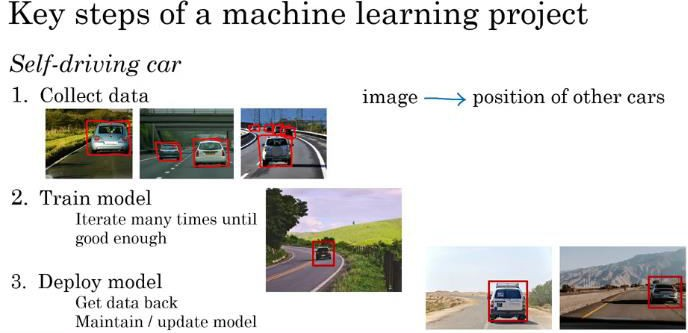 Key steps of a machine learning project
Self-driving car
1. Collect data
image → position of other cars
2. Train model
Iterate many times until
good enough
3. Deploy model
Get data back
Maintain / update model